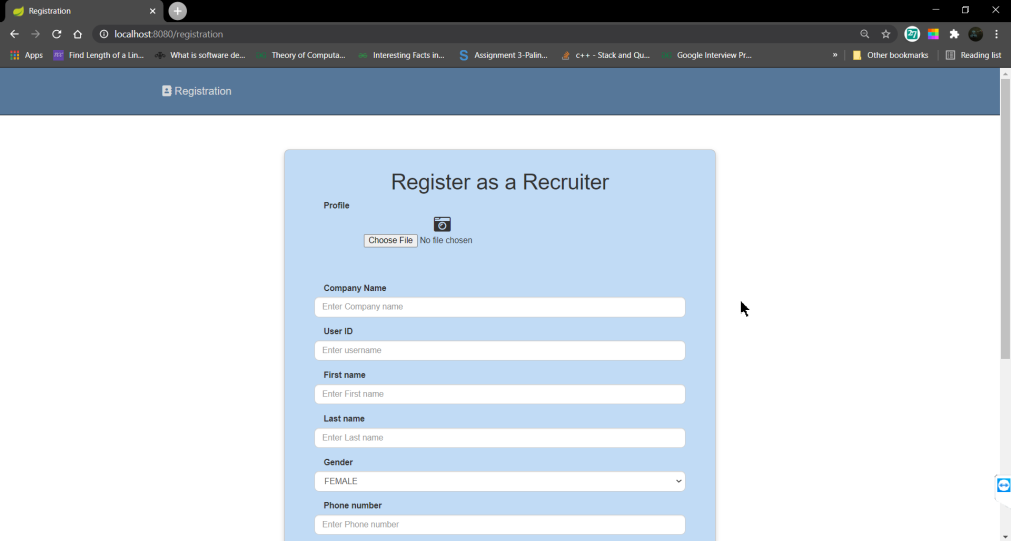 Registration
localhost:8080/registration
Apps
Find Length of a Lin...
What is software de...
Theory of Computa...
Interesting Facts in...
Assignment 3-Palin...
c++ - Stack and Qu...
Google Interview Pr...
»
Other bookmarks
Reading list
Registration
Register as a Recruiter
Profile
Choose File No file chosen
Company Name
Enter Company name
User ID
Enter username
First name
Enter First name
Last name
Enter Last name
Gender
FEMALE
Phone number
Enter Phone number